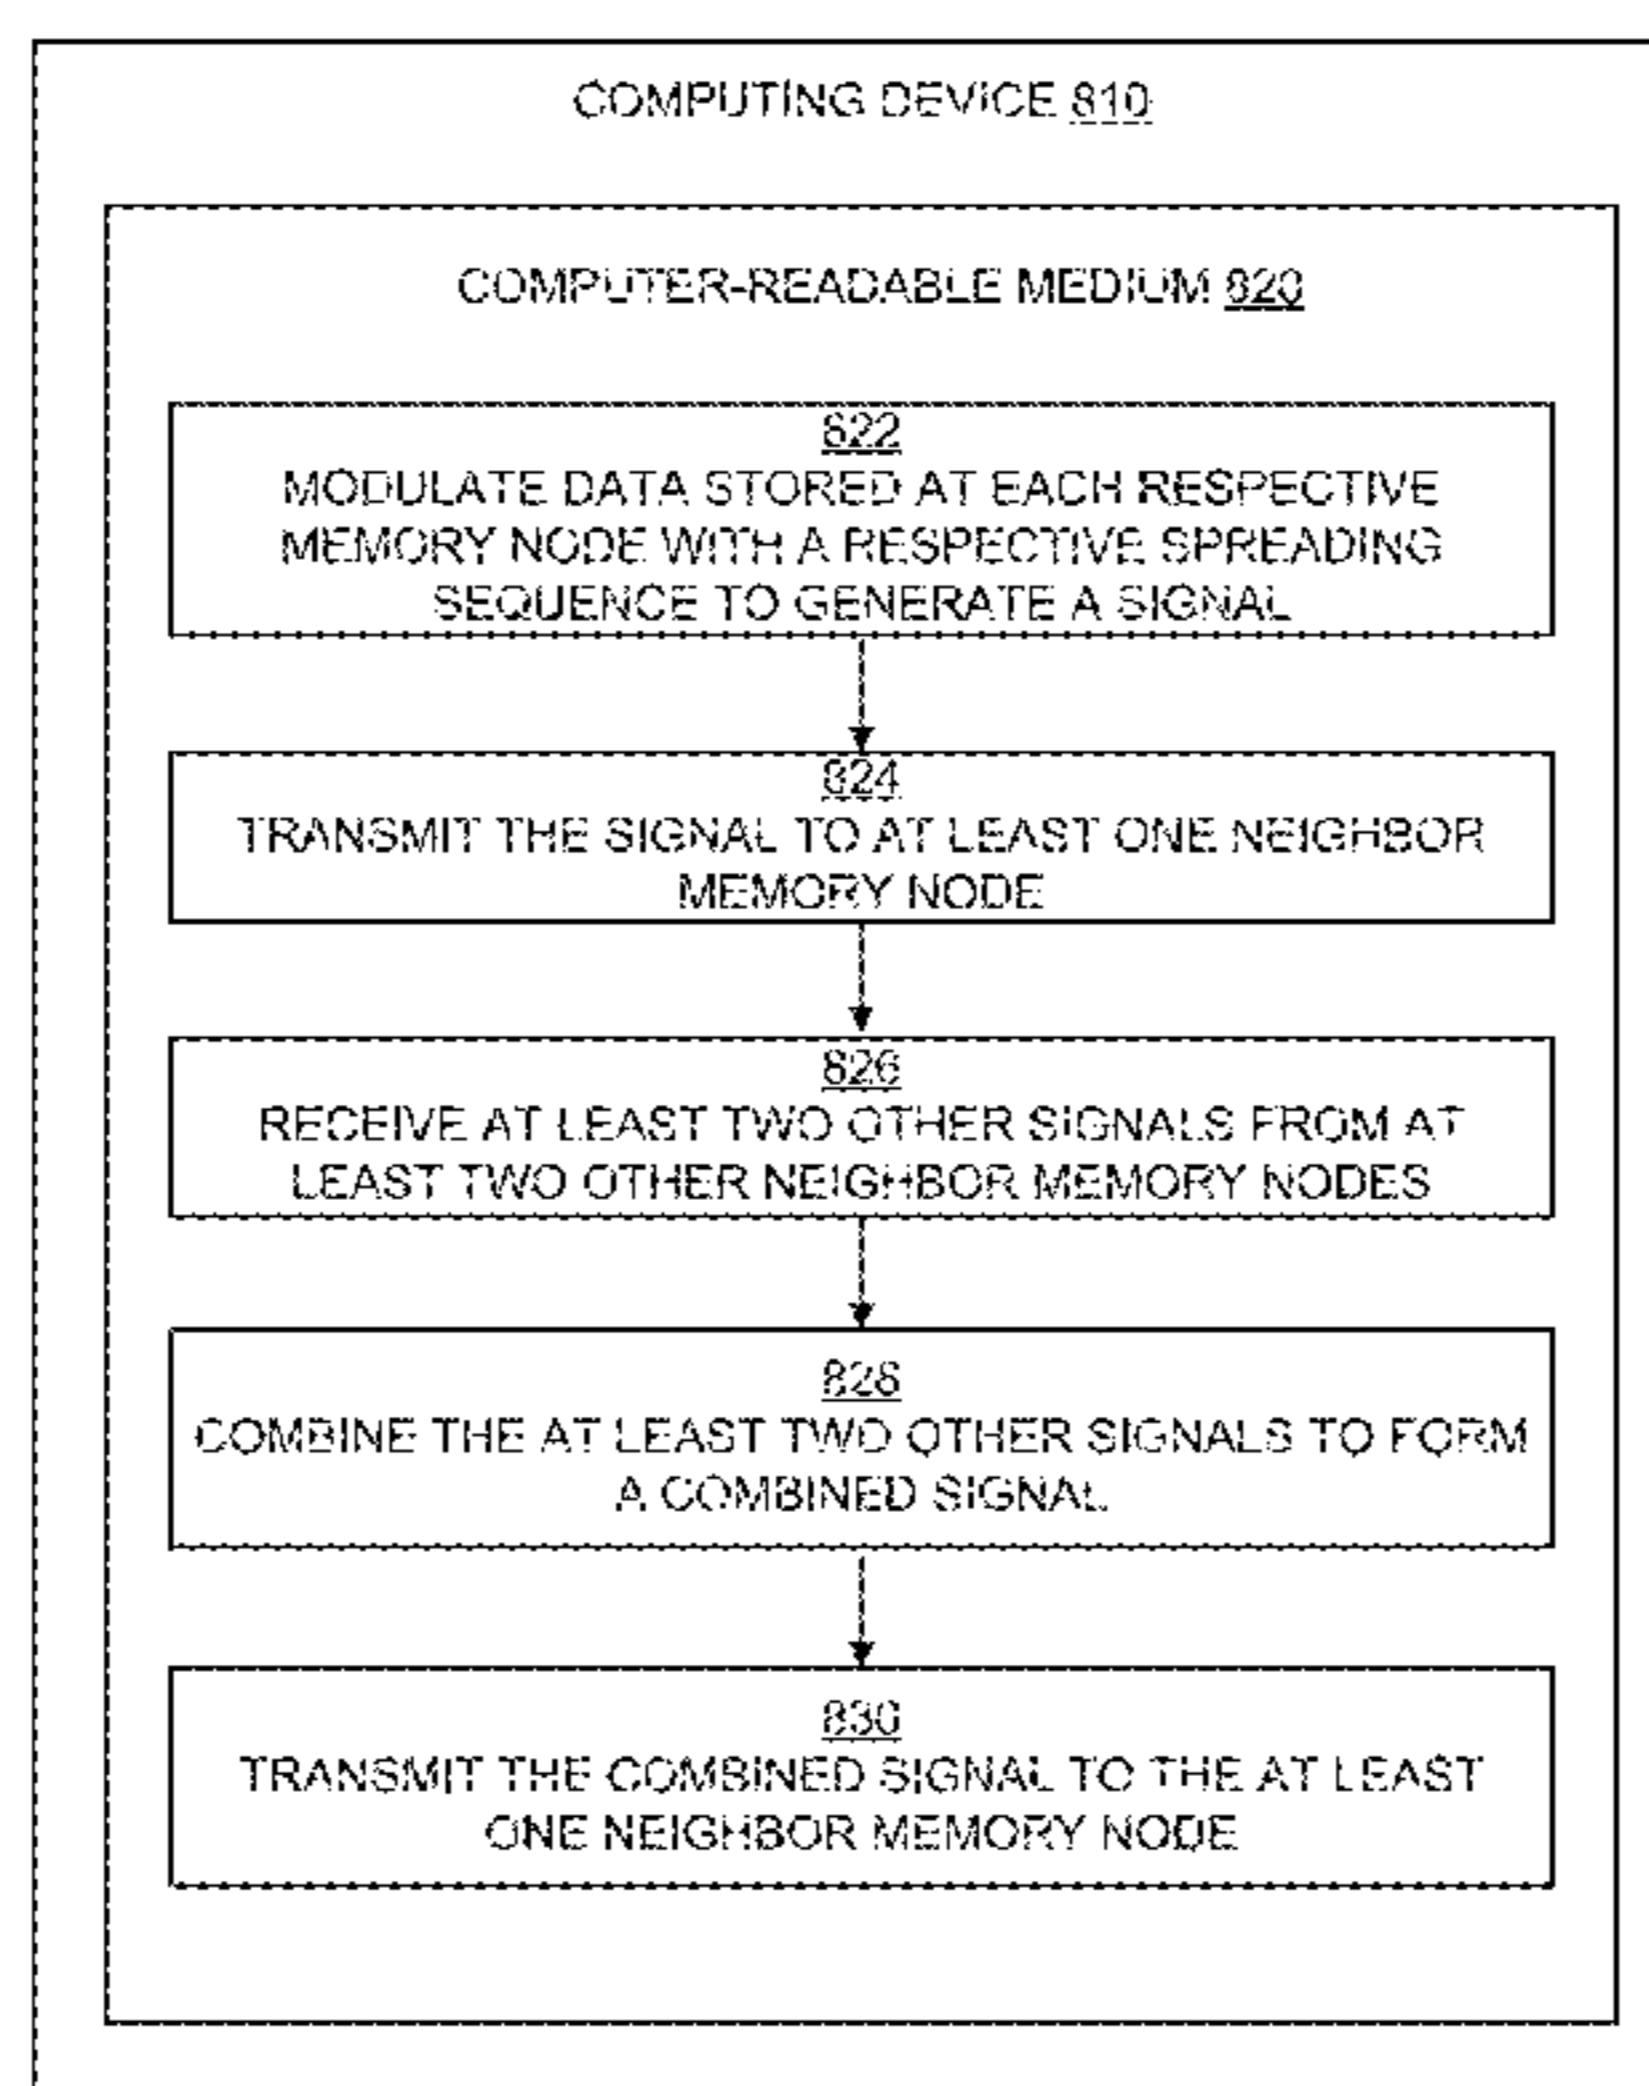 COMPUTING DEVICE 810
COMPUTER-READABLE MEDIUM 820
822
MODULATE DATA STORED AT EACH RESPECTIVE
MEMORY NODE WITH A RESPECTIVE SPREADING
SEQUENCE TO GENERATE A SIGNAL
824
TRANSMIT THE SIGNAL TO AT LEAST ONE NEIGHBOR
MEMORY NODE
826
RECEIVE AT LEAST TWO OTHER SIGNALS FROM AT
LEAST TWO OTHER NEIGHBOR MEMORY NODES
828
COMBINE THE AT LEAST TWO OTHER SIGNALS TO FORM
A COMBINED SIGNAL
830
TRANSMIT THE COMBINED SIGNAL TO THE AT LEAST
ONE NEIGHBOR MEMORY NODE